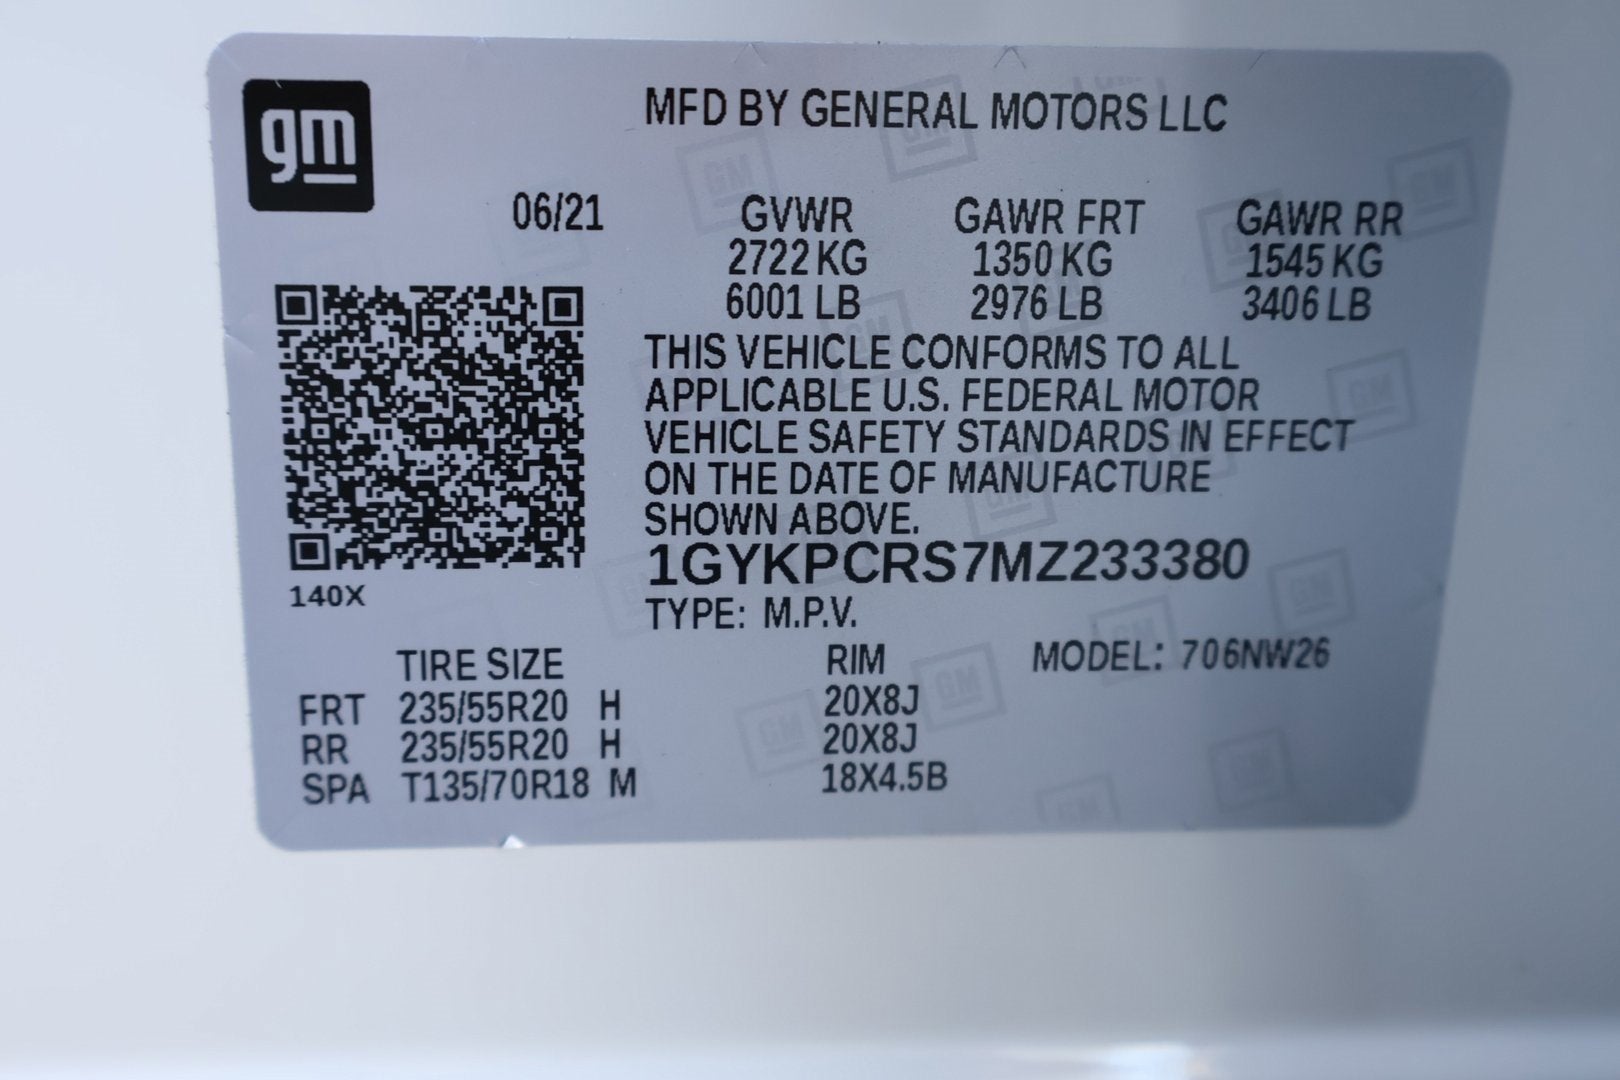 gm
MFD BY GENERAL MOTORS LLC
06/21 GVWR GAWR FRT GAWR RR
2722 KG 1350 KG 1545 KG
6001 LB 2976 LB 3406 LB
THIS VEHICLE CONFORMS TO ALL
APPLICABLE U.S. FEDERAL MOTOR
VEHICLE SAFETY STANDARDS IN EFFECT
ON THE DATE OF MANUFACTURE
SHOWN ABOVE.
1GYKPCRS7MZ233380
140X
TYPE: M.P.V.
TIRE SIZE RIM MODEL: 706NW26
FRT 235/55R20 H 20X8J
RR 235/55R20 H 20X8J
SPA T135/70R18 M 18X4.5B